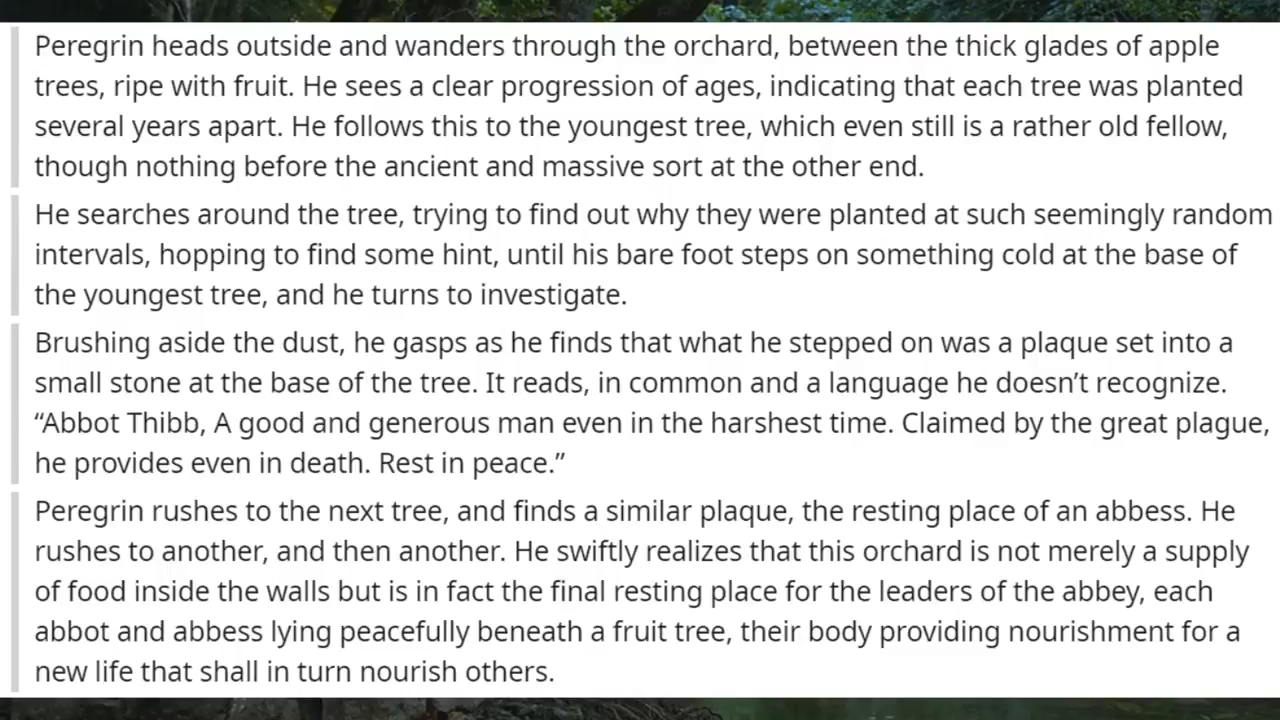 Peregrin heads outside and wanders through the orchard, between the thick glades of apple
trees, ripe with fruit. He sees a clear progression of ages, indicating that each tree was planted
several years apart. He follows this to the youngest tree, which even still is a rather old fellow,
though nothing before the ancient and massive sort at the other end.
He searches around the tree, trying to find out why they were planted at such seemingly random
intervals, hopping to find some hint, until his bare foot steps on something cold at the base of
the youngest tree, and he turns to investigate.
Brushing aside the dust, he gasps as he finds that what he stepped on was a plaque set into a
small stone at the base of the tree. It reads, in common and a language he doesn’t recognize.
“Abbot Thibb, A good and generous man even in the harshest time. Claimed by the great plague,
he provides even in death. Rest in peace.”
Peregrin rushes to the next tree, and finds a similar plaque, the resting place of an abbess. He
rushes to another, and then another. He swiftly realizes that this orchard is not merely a supply
of food inside the walls but is in fact the final resting place for the leaders of the abbey, each
abbot and abbess lying peacefully beneath a fruit tree, their body providing nourishment for a
new life that shall in turn nourish others.